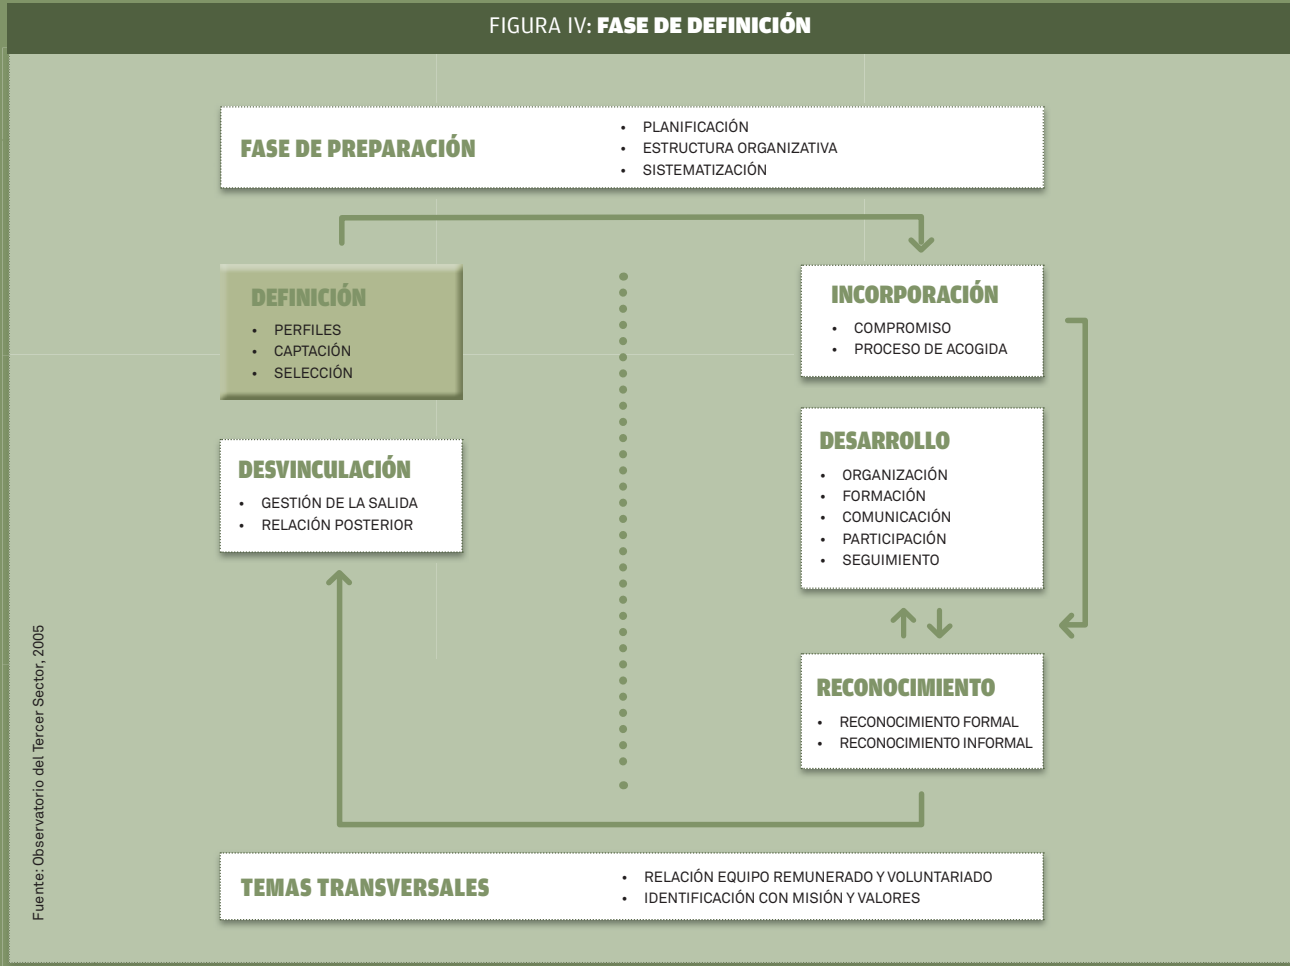 FIGURA IV: FASE DE DEFINICIÓN
FASE DE PREPARACIÓN
• PLANIFICACIÓN
• ESTRUCTURA ORGANIZATIVA
• SISTEMATIZACIÓN
DEFINICIÓN
• PERFILES
• CAPTACIÓN
• SELECCIÓN
INCORPORACIÓN
• COMPROMISO
• PROCESO DE ACOGIDA
DESARROLLO
• ORGANIZACIÓN
• FORMACIÓN
• COMUNICACIÓN
• PARTICIPACIÓN
• SEGUIMIENTO
DESVINCULACIÓN
• GESTIÓN DE LA SALIDA
• RELACIÓN POSTERIOR
RECONOCIMIENTO
• RECONOCIMIENTO FORMAL
• RECONOCIMIENTO INFORMAL
TEMAS TRANSVERSALES
• RELACIÓN EQUIPO REMUNERADO Y VOLUNTARIADO
• IDENTIFICACIÓN CON MISIÓN Y VALORES
Fuente: Observatorio del Tercer Sector, 2005